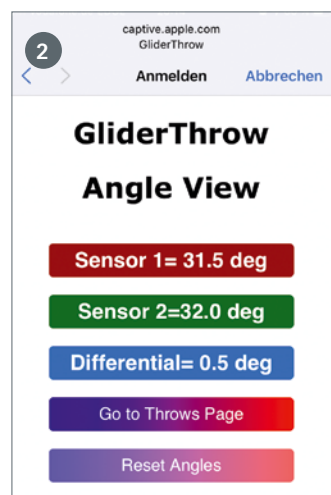 captive.apple.com
GliderThrow
2
Anmelden Abbrechen
GliderThrow
Angle View
Sensor 1= 31.5 deg
Sensor 2=32.0 deg
Differential= 0.5 deg
Go to Throws Page
Reset Angles